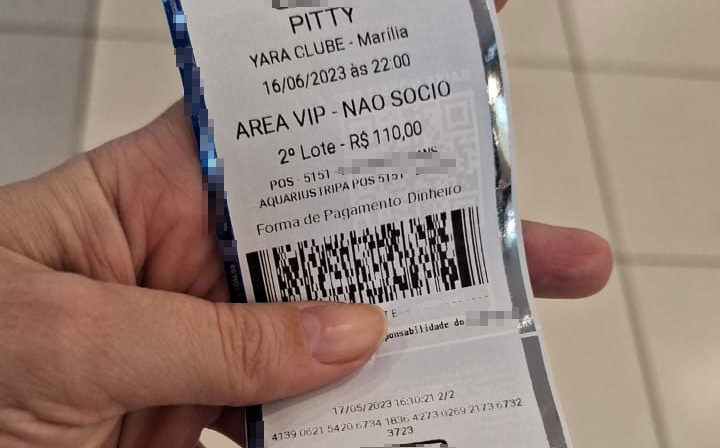 PITTY
YARA CLUBE - Marília
16/06/2023 às 22:00
AREA VIP - NAO SOCIO
2º Lote - R$ 110,00
POS - 5151 -
AQUARIUS TRIPA POS 5151
Forma de Pagamento Dinheiro
ponsabilidade do
17/05/2023 16:10:21 2/2
4139 0621 5420 6734 1836 4273 0269 2173 6732
3723